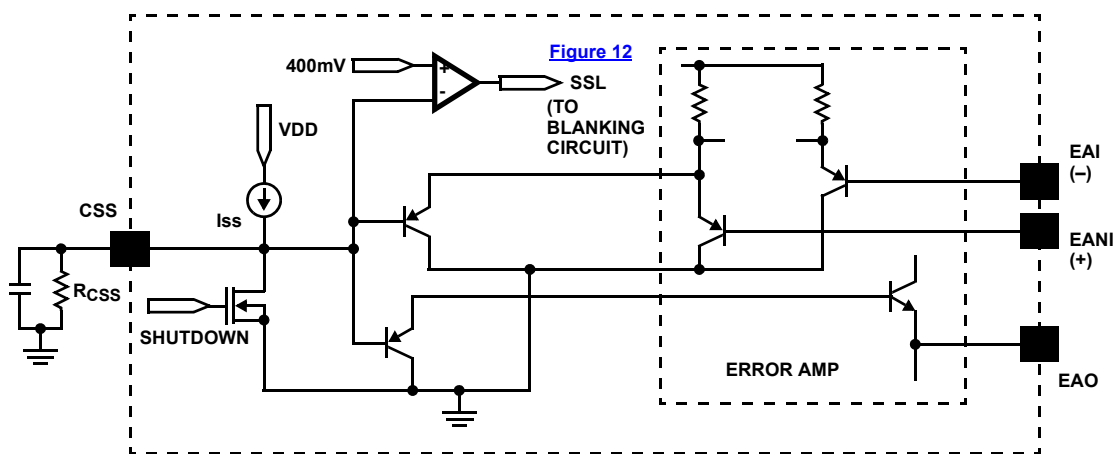 400mV
+
-
Figure 12
SSL
(TO
BLANKING
CIRCUIT)
VDD
EAI
(–)
CSS
ISS
EANI
(+)
RCSS
SHUTDOWN
ERROR AMP
EAO